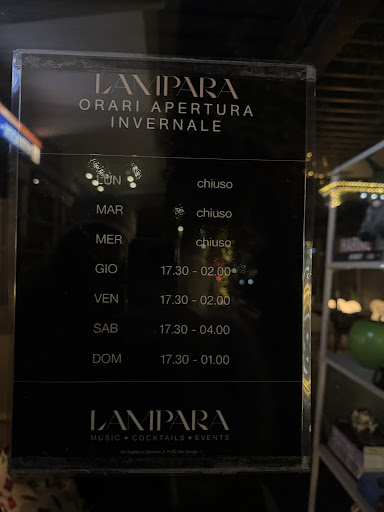 LAMPARA
ORARI APERTURA
INVERNALE
LUN chiuso
MAR chiuso
MER chiuso
GIO 17.30 - 02.00
VEN 17.30 - 02.00
SAB 17.30 - 04.00
DOM 17.30 - 01.00
LAMPARA
MUSIC • COCKTAILS • EVENTS